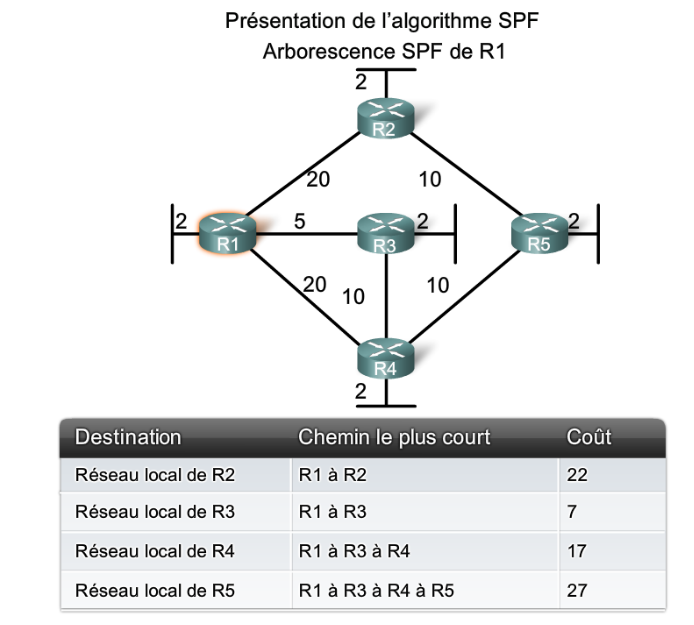 Présentation de l’algorithme SPF
Arborescence SPF de R1
2
R2
20
10
2
R1
5
R3
2
R5
2
20
10
10
R4
2
Destination Chemin le plus court Coût
Réseau local de R2 R1 à R2 22
Réseau local de R3 R1 à R3 7
Réseau local de R4 R1 à R3 à R4 17
Réseau local de R5 R1 à R3 à R4 à R5 27